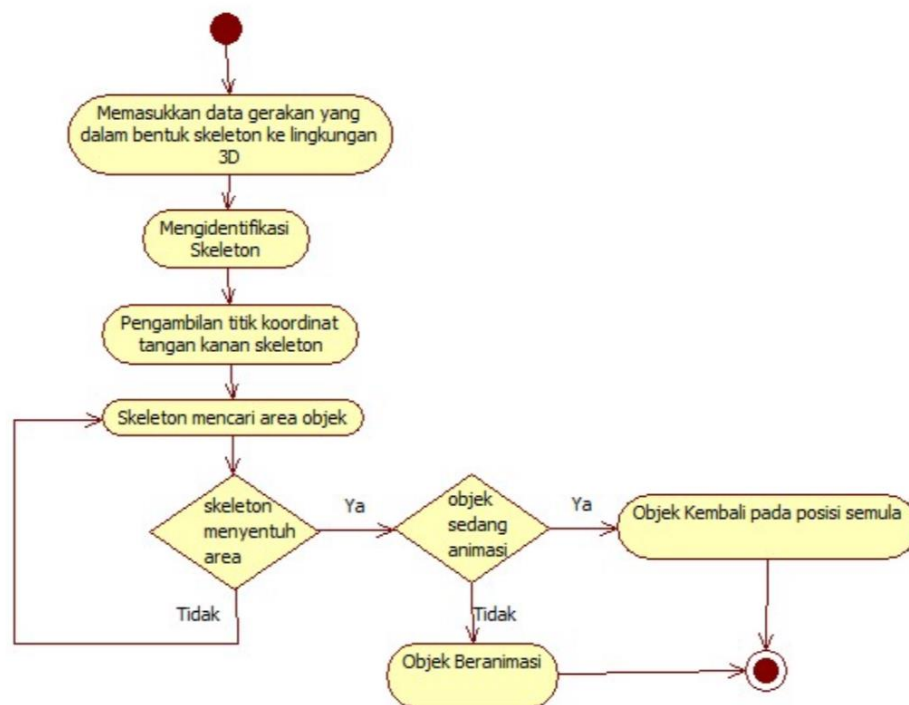 Memasukkan data gerakan yang
dalam bentuk skeleton ke lingkungan
3D
Mengidentifikasi
Skeleton
Pengambilan titik koordinat
tangan kanan skeleton
Skeleton mencari area objek
skeleton
menyentuh
area
Ya
objek
sedang
animasi
Ya
Objek Kembali pada posisi semula
Tidak
Tidak
Objek Beranimasi